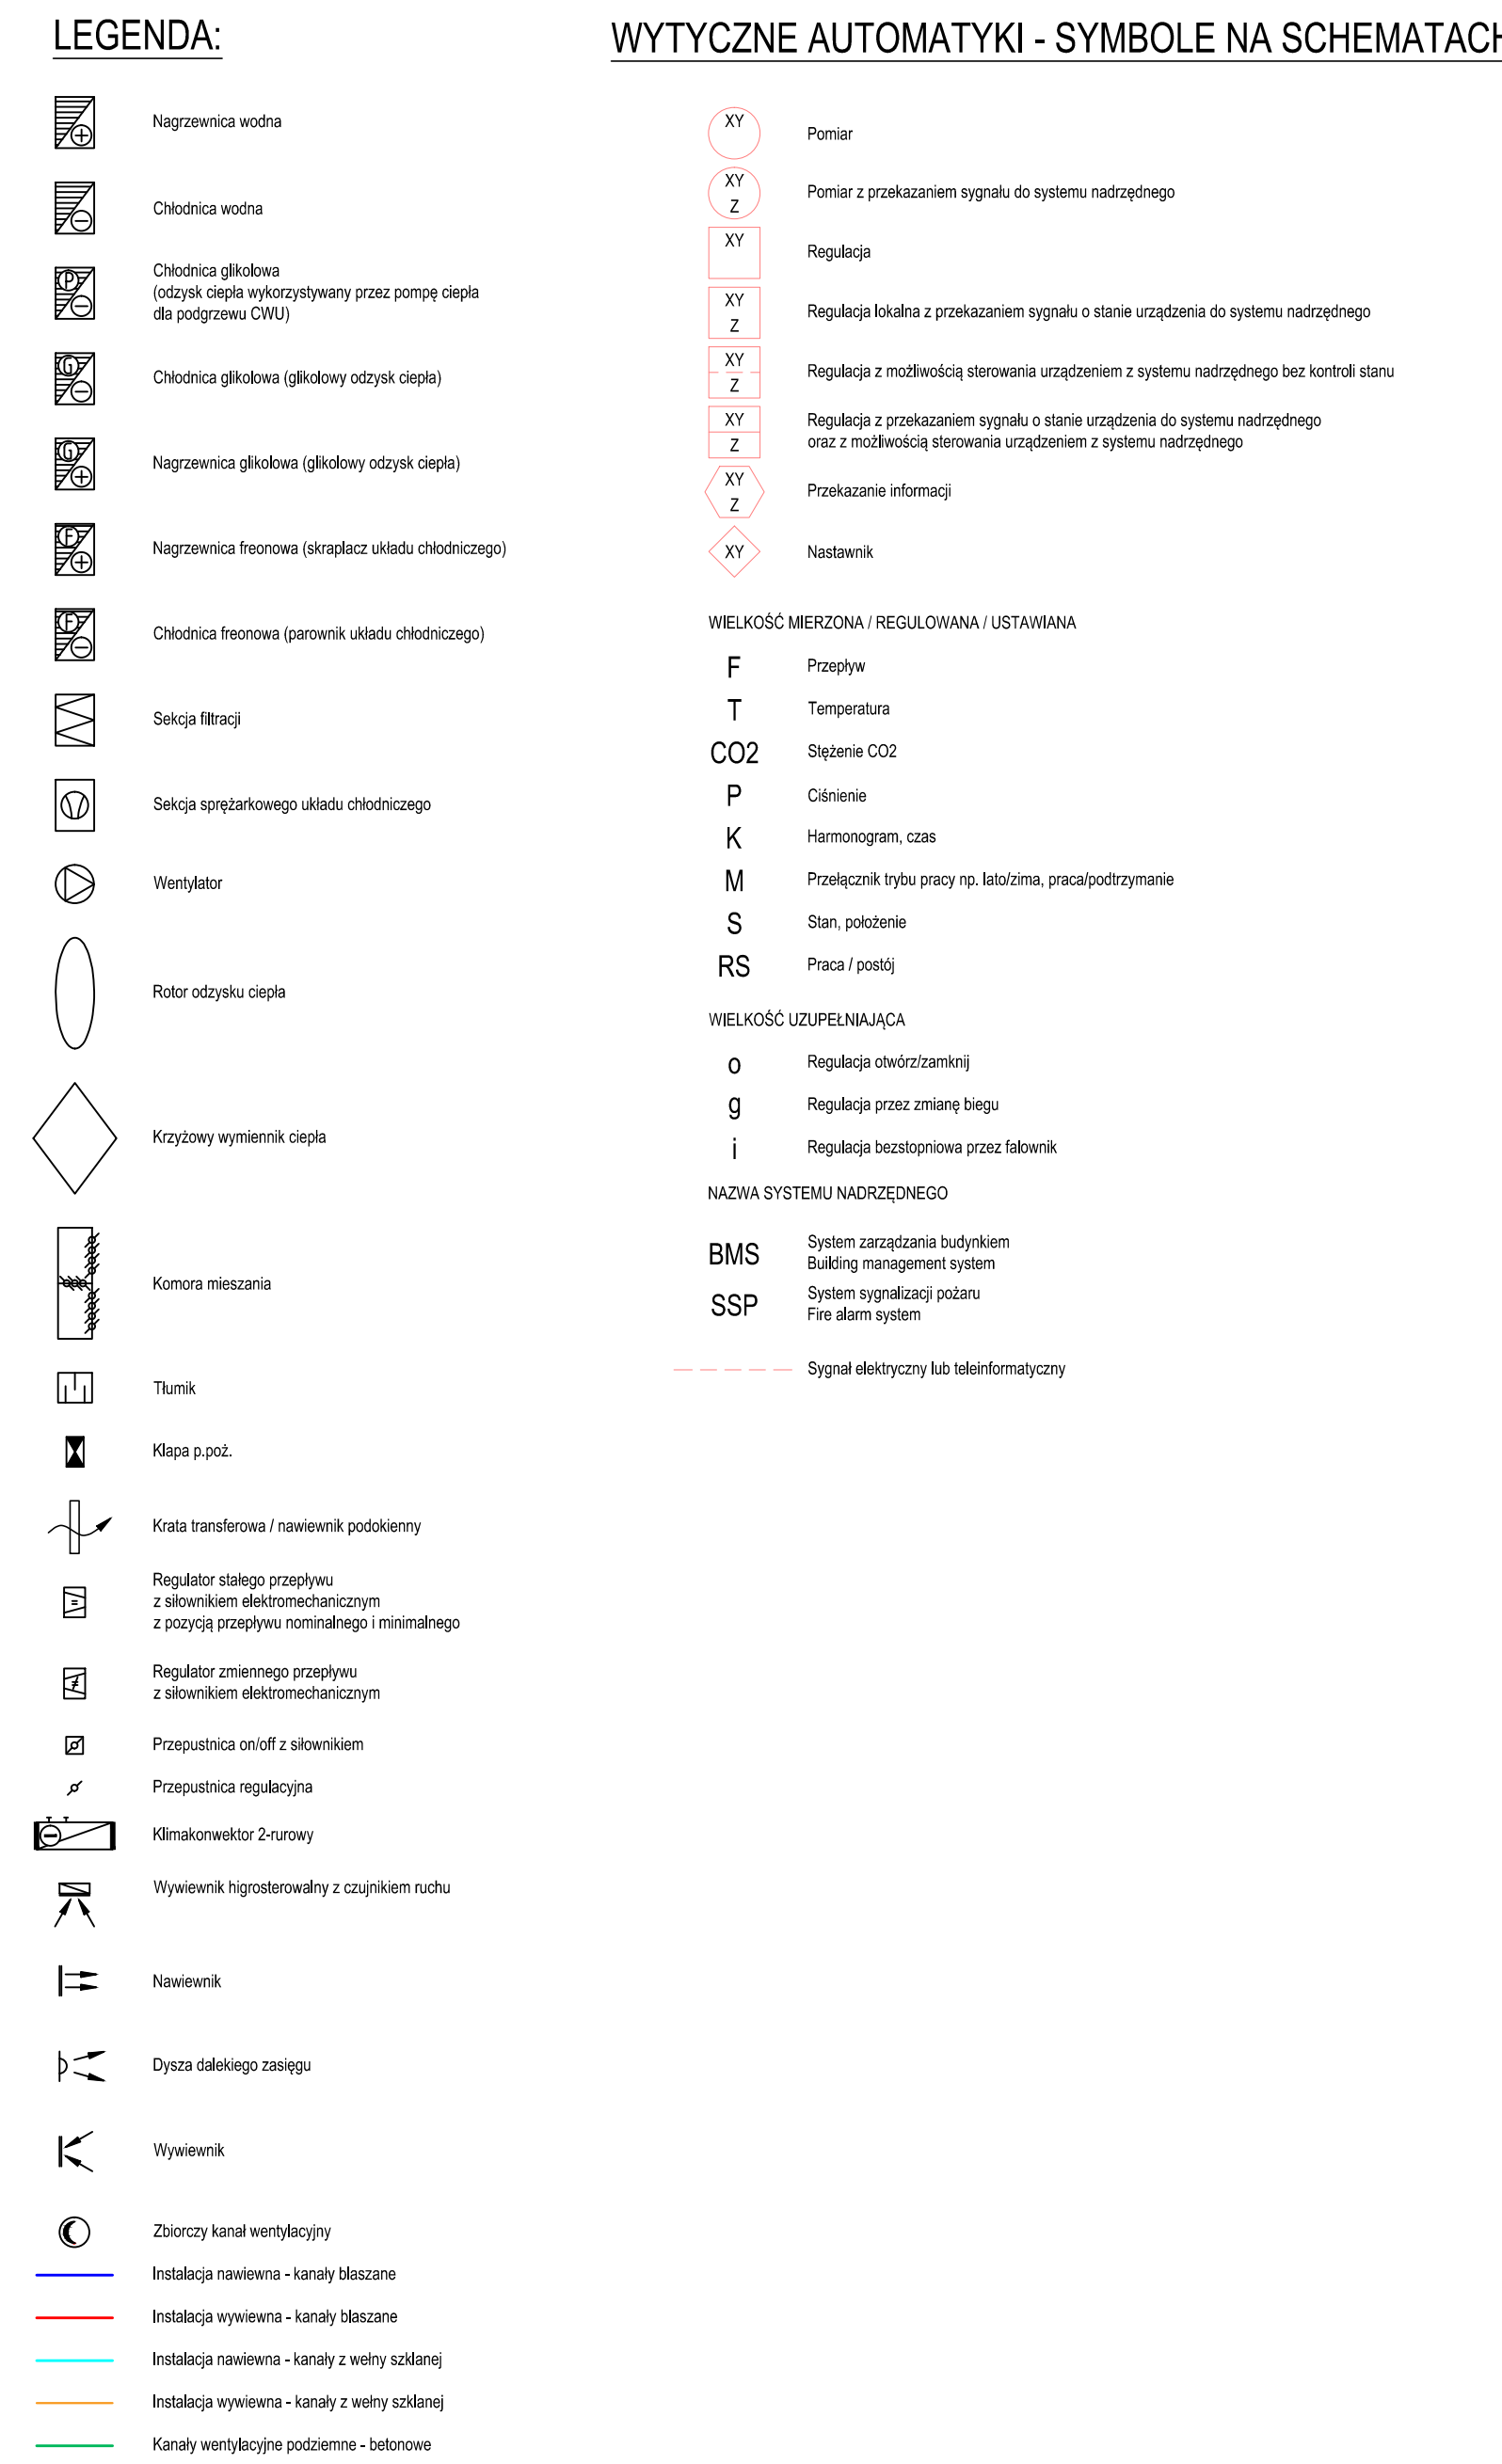 LEGENDA:
Nagrzewnica wodna
Chłodnica wodna
P
Chłodnica glikolowa
(odzysk ciepła wykorzystywany przez pompę ciepła
dla podgrzewu CWU)
G
Chłodnica glikolowa (glikolowy odzysk ciepła)
G
Nagrzewnica glikolowa (glikolowy odzysk ciepła)
F
Nagrzewnica freonowa (skraplacz układu chłodniczego)
F
Chłodnica freonowa (parownik układu chłodniczego)
Sekcja filtracji
Sekcja sprężarkowego układu chłodniczego
Wentylator
Rotor odzysku ciepła
Krzyżowy wymiennik ciepła
Komora mieszania
Tłumik
Klapa p.poż.
Krata transferowa / nawiewnik podokienny
Regulator stałego przepływu
z siłownikiem elektromechanicznym
z pozycją przepływu nominalnego i minimalnego
Regulator zmiennego przepływu
z siłownikiem elektromechanicznym
Przepustnica on/off z siłownikiem
Przepustnica regulacyjna
Klimakonwektor 2-rurowy
Wywiewnik higrosterowalny z czujnikiem ruchu
Nawiewnik
Dysza dalekiego zasięgu
Wywiewnik
Zbiorczy kanał wentylacyjny
Instalacja nawiewna - kanały blaszane
Instalacja wywiewna - kanały blaszane
Instalacja nawiewna - kanały z wełny szklanej
Instalacja wywiewna - kanały z wełny szklanej
Kanały wentylacyjne podziemne - betonowe
WYTYCZNE AUTOMATYKI - SYMBOLE NA SCHEMATACH
XY
Pomiar
XY
Z
Pomiar z przekazaniem sygnału do systemu nadrzędnego
XY
Regulacja
XY
Z
Regulacja lokalna z przekazaniem sygnału o stanie urządzenia do systemu nadrzędnego
XY
Z
Regulacja z możliwością sterowania urządzeniem z systemu nadrzędnego bez kontroli stanu
XY
Z
Regulacja z przekazaniem sygnału o stanie urządzenia do systemu nadrzędnego
oraz z możliwością sterowania urządzeniem z systemu nadrzędnego
XY
Z
Przekazanie informacji
XY
Nastawnik
WIELKOŚĆ MIERZONA / REGULOWANA / USTAWIANA
F Przepływ
T Temperatura
CO2 Stężenie CO2
P Ciśnienie
K Harmonogram, czas
M Przełącznik trybu pracy np. lato/zima, praca/podtrzymanie
S Stan, położenie
RS Praca / postój
WIELKOŚĆ UZUPEŁNIAJĄCA
o Regulacja otwórz/zamknij
g Regulacja przez zmianę biegu
i Regulacja bezstopniowa przez falownik
NAZWA SYSTEMU NADRZĘDNEGO
BMS System zarządzania budynkiem
Building management system
SSP System sygnalizacji pożaru
Fire alarm system
Sygnał elektryczny lub teleinformatyczny